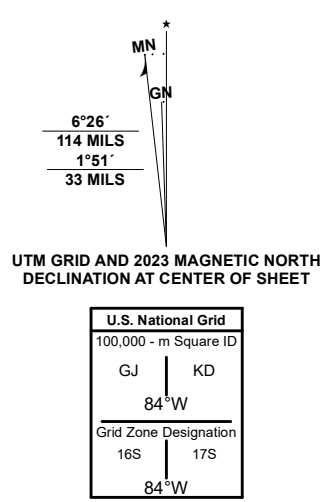 MN
GN
6°26´
114 MILS
1°51´
33 MILS
UTM GRID AND 2023 MAGNETIC NORTH
DECLINATION AT CENTER OF SHEET
U.S. National Grid
100,000 - m Square ID
GJ KD
84°W
Grid Zone Designation
16S 17S
84°W